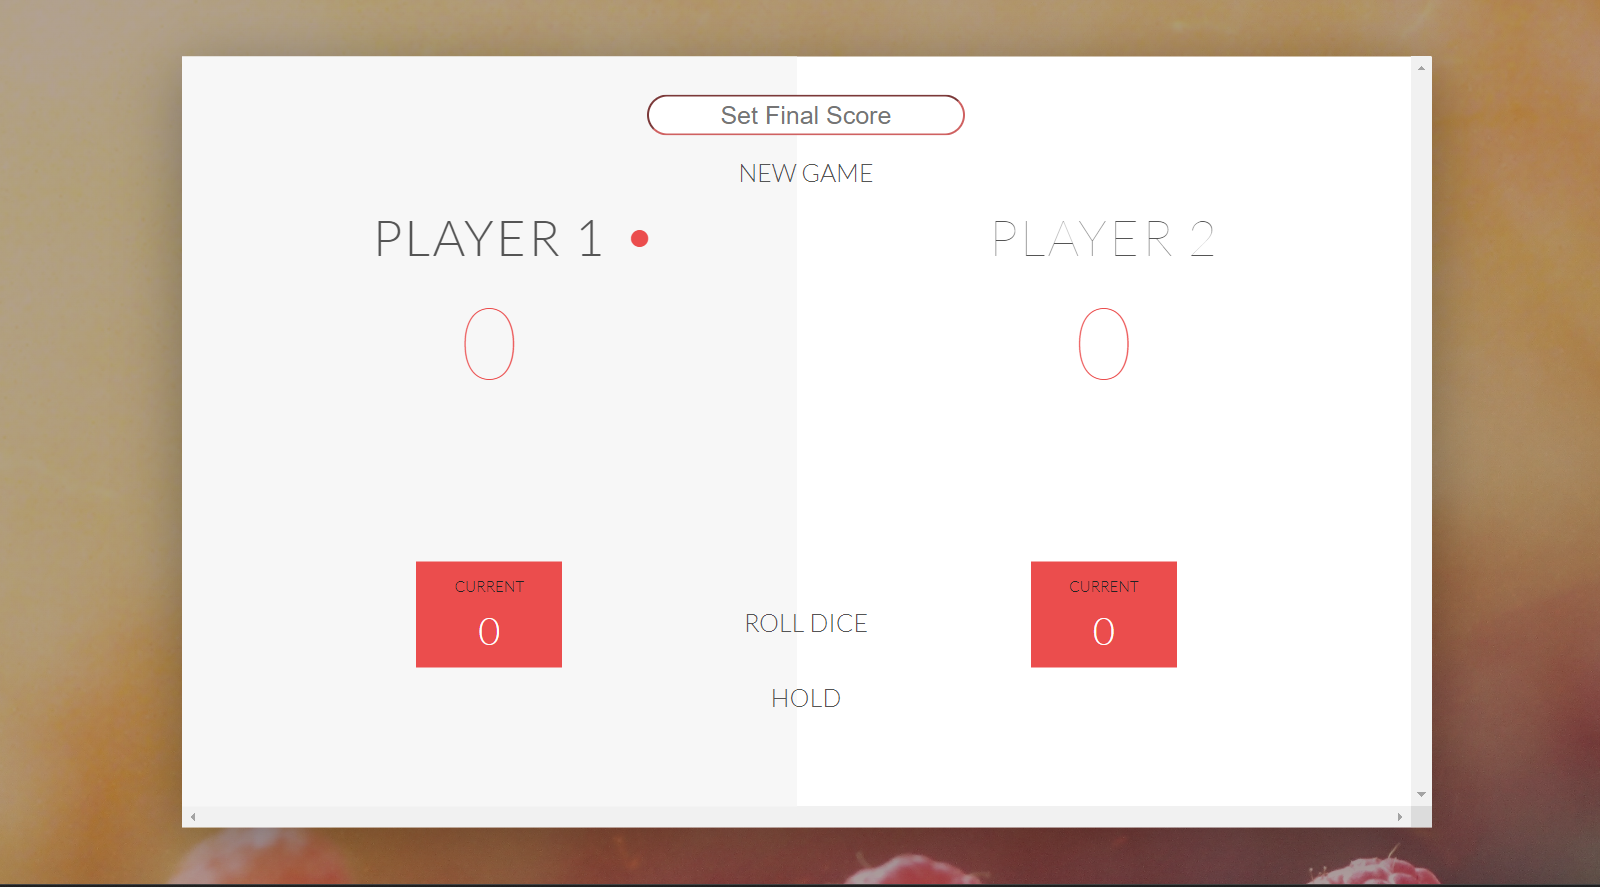 Set Final Score
NEW GAME
PLAYER 1
PLAYER 2
0
0
CURRENT
0
CURRENT
0
ROLL DICE
HOLD